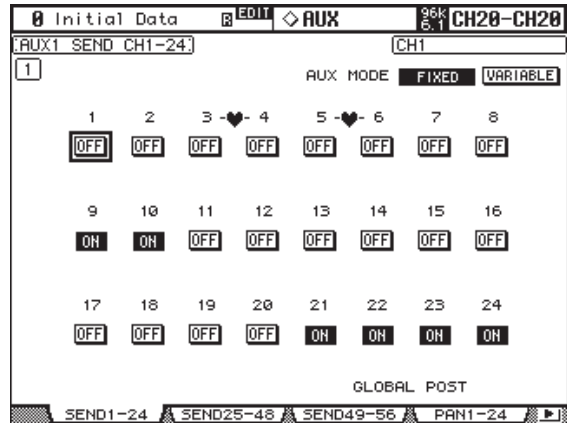 0 Initial Data R EDIT ◇AUX 96k 6.1 CH20-CH20
AUX1 SEND CH1-24 CH1
1 AUX MODE FIXED VARIABLE
1 2 3 -♥- 4 5 -♥- 6 7 8
OFF OFF OFF OFF OFF OFF OFF OFF
9 10 11 12 13 14 15 16
ON ON OFF OFF OFF OFF OFF OFF
17 18 19 20 21 22 23 24
OFF OFF OFF OFF ON ON ON ON
GLOBAL POST
SEND1-24 SEND25-48 SEND49-56 PAN1-24